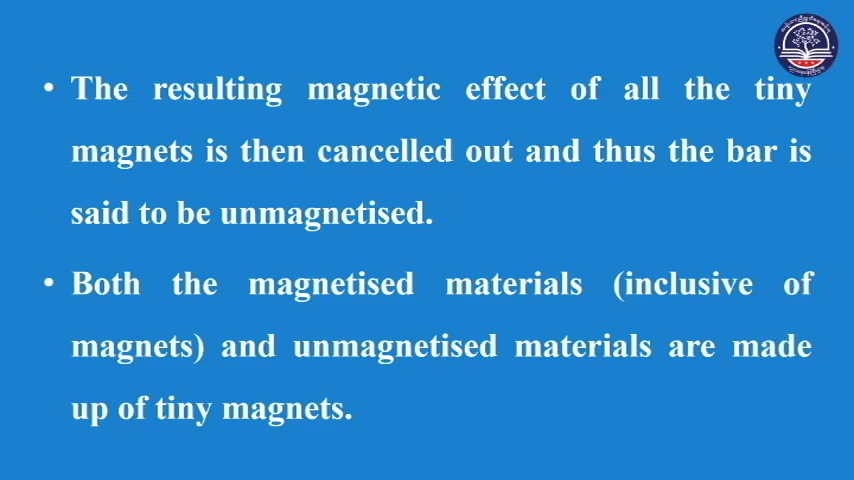 • The resulting magnetic effect of all the tiny
magnets is then cancelled out and thus the bar is
said to be unmagnetised.
• Both the magnetised materials (inclusive of
magnets) and unmagnetised materials are made
up of tiny magnets.